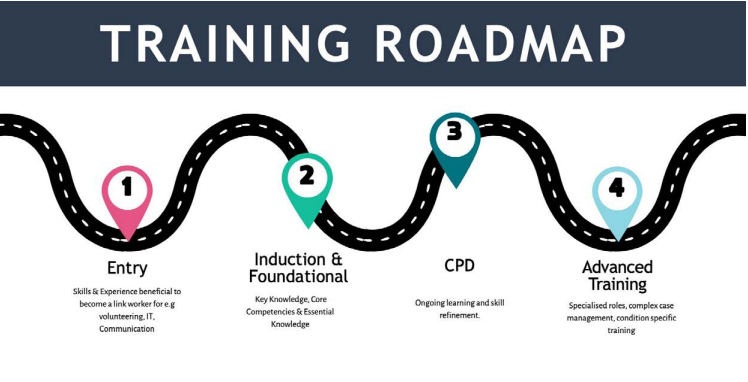 TRAINING ROADMAP
1
2
3
4
Entry
Skills & Experience beneficial to
become a link worker for e.g
volunteering, IT,
Communication
Induction &
Foundational
Key Knowledge, Core
Competencies & Essential
Knowledge
CPD
Ongoing learning and skill
refinement.
Advanced
Training
Specialised roles, complex case
management, condition specific
training